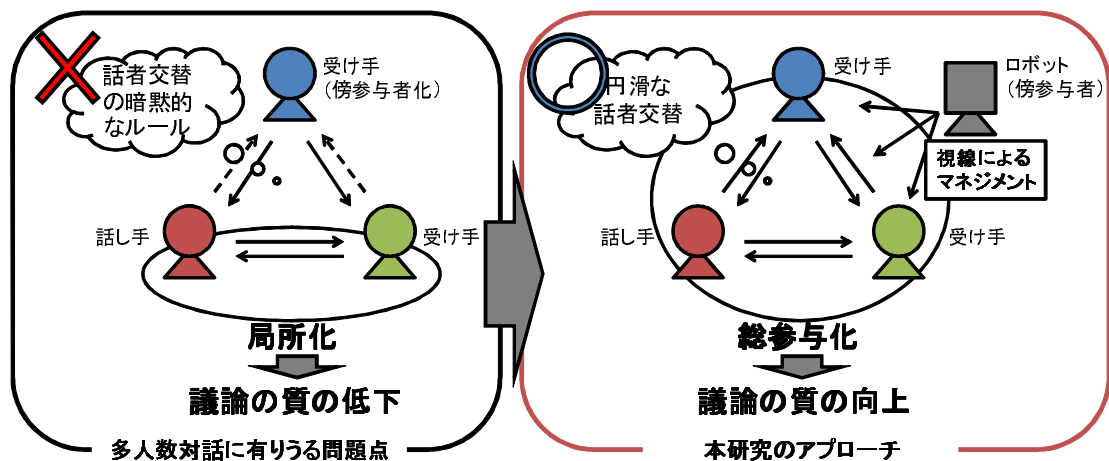 話者交替
の暗黙的
なルール
受け手
(傍参与者化)
話し手
受け手
局所化
議論の質の低下
多人数対話に有りうる問題点
円滑な
話者交替
受け手
ロボット
(傍参与者)
視線による
マネジメント
話し手
受け手
総参与化
議論の質の向上
本研究のアプローチ